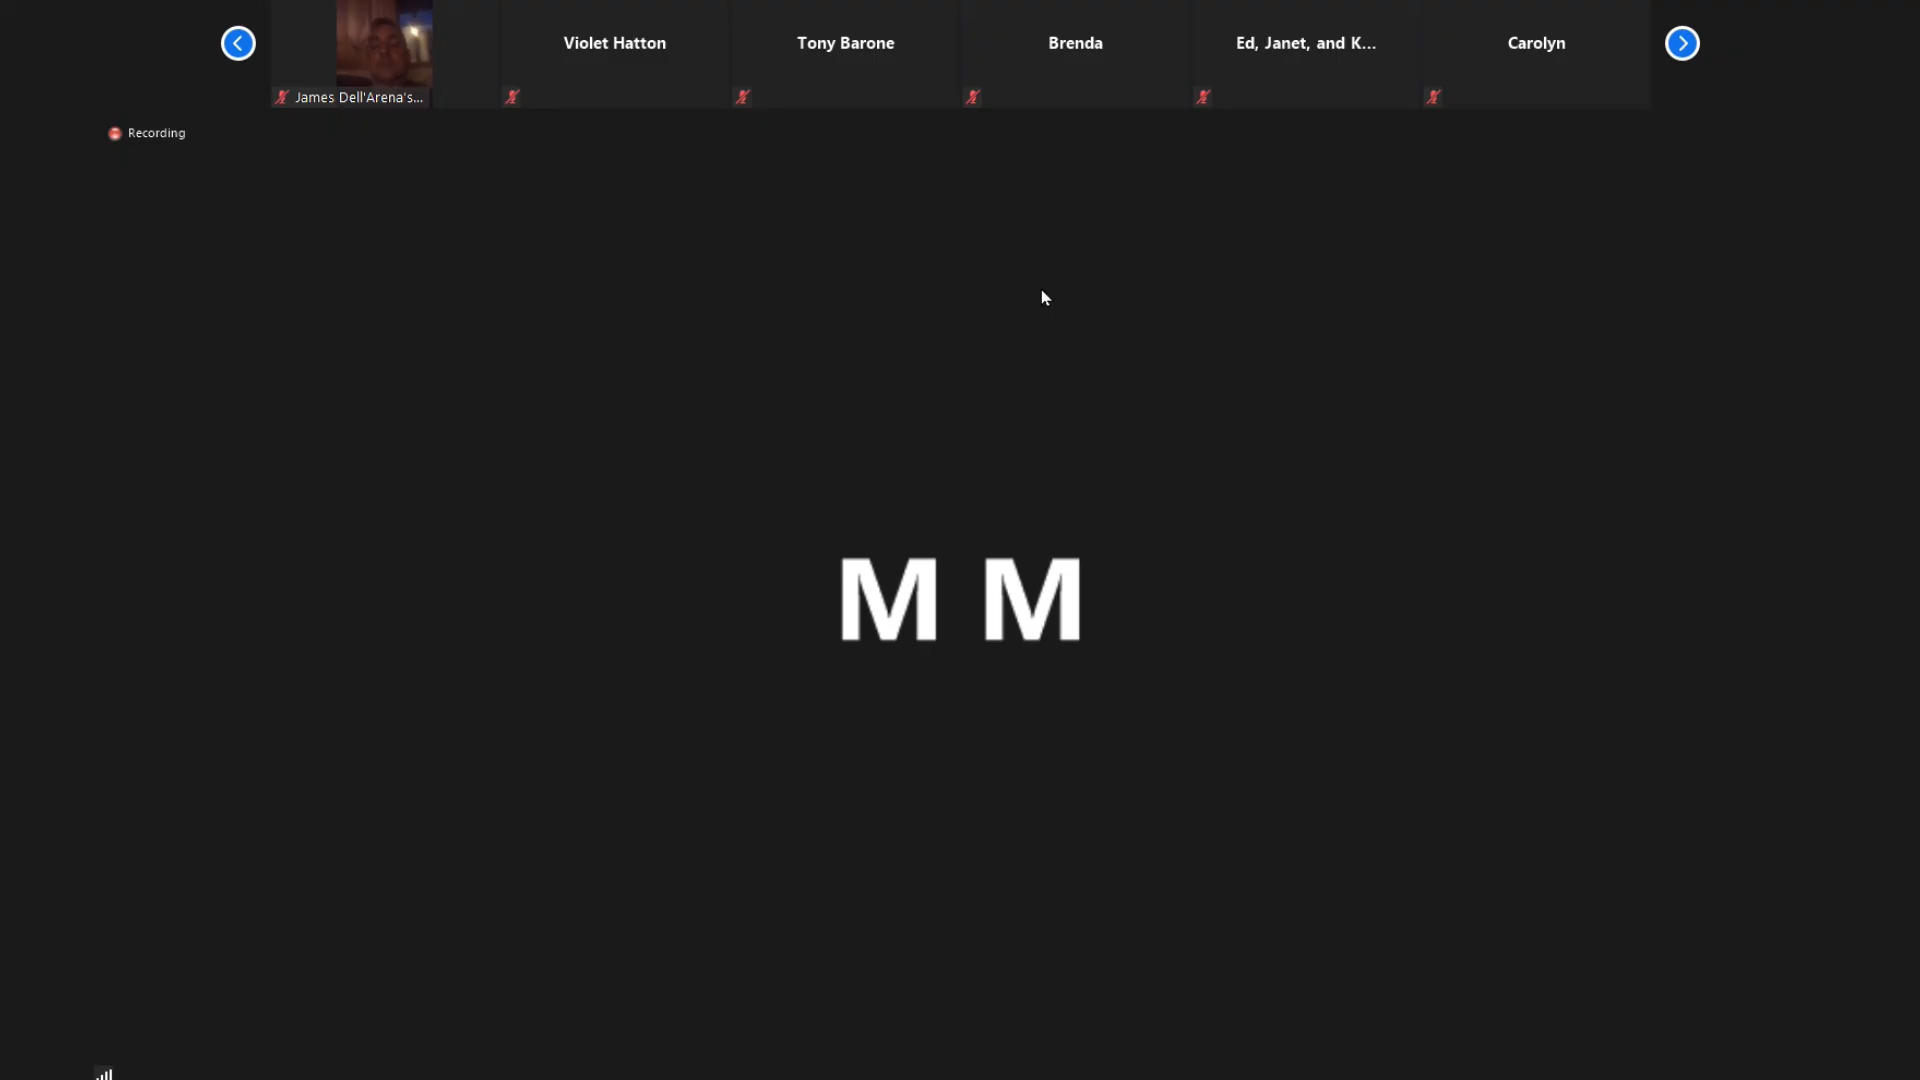 Violet Hatton
Tony Barone
Brenda
Ed, Janet, and K...
Carolyn
James Dell'Arena's...
Recording
M M